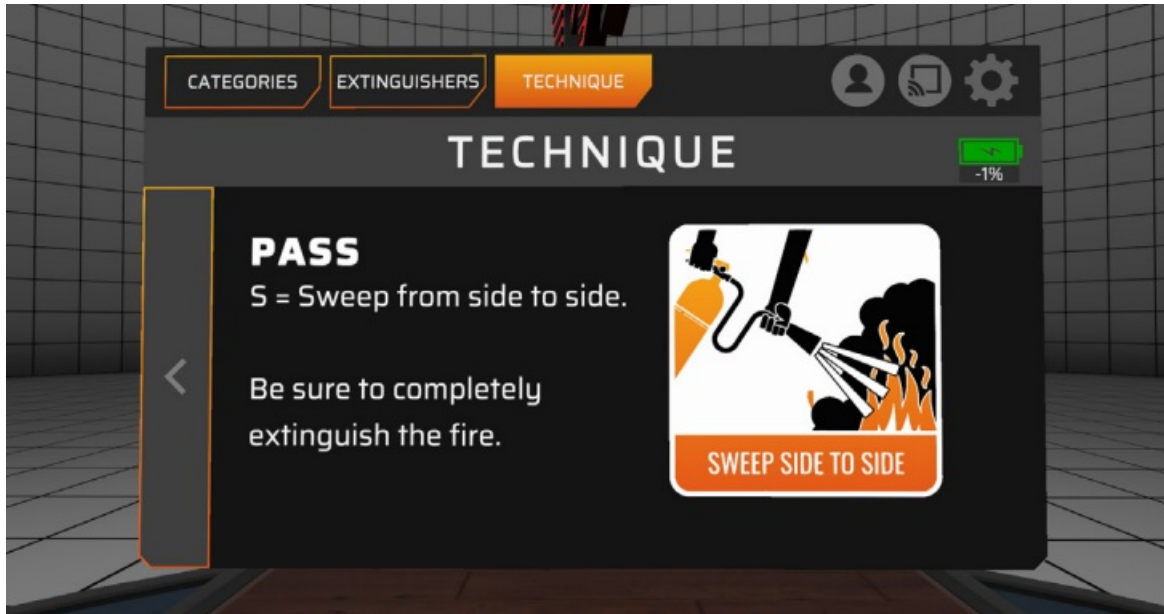 CATEGORIES
EXTINGUISHERS
TECHNIQUE
TECHNIQUE
-1%
PASS
S = Sweep from side to side.
Be sure to completely
extinguish the fire.
SWEEP SIDE TO SIDE